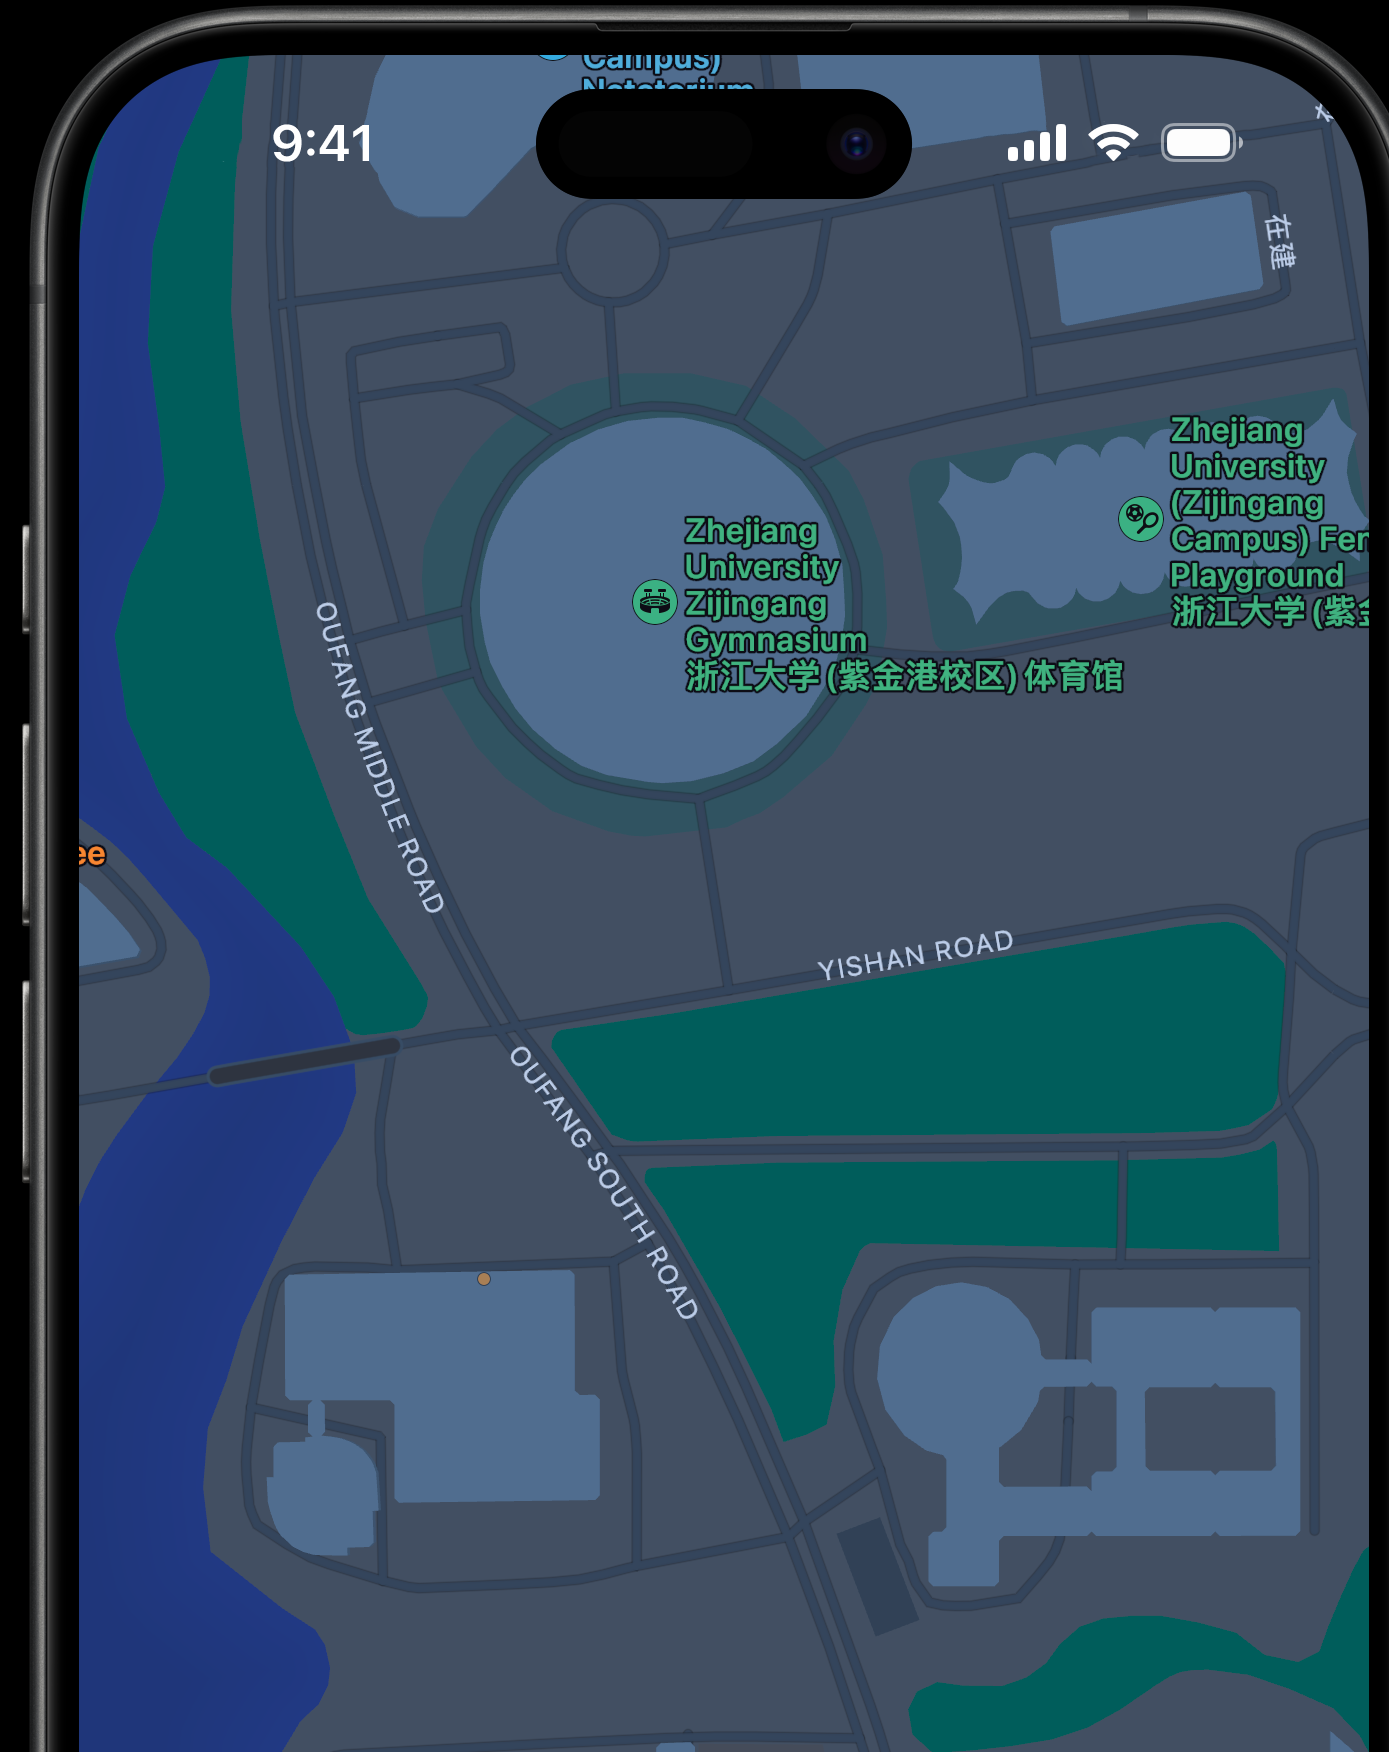 Campus)
Natatorium
9:41
在建
Zhejiang
University
(Zijingang
Campus)
Playground
浙江大学 (紫金
Zhejiang
University
Zijingang
Gymnasium
浙江大学 (紫金港校区) 体育馆
OUFANG MIDDLE ROAD
ee
YISHAN ROAD
OUFANG SOUTH ROAD